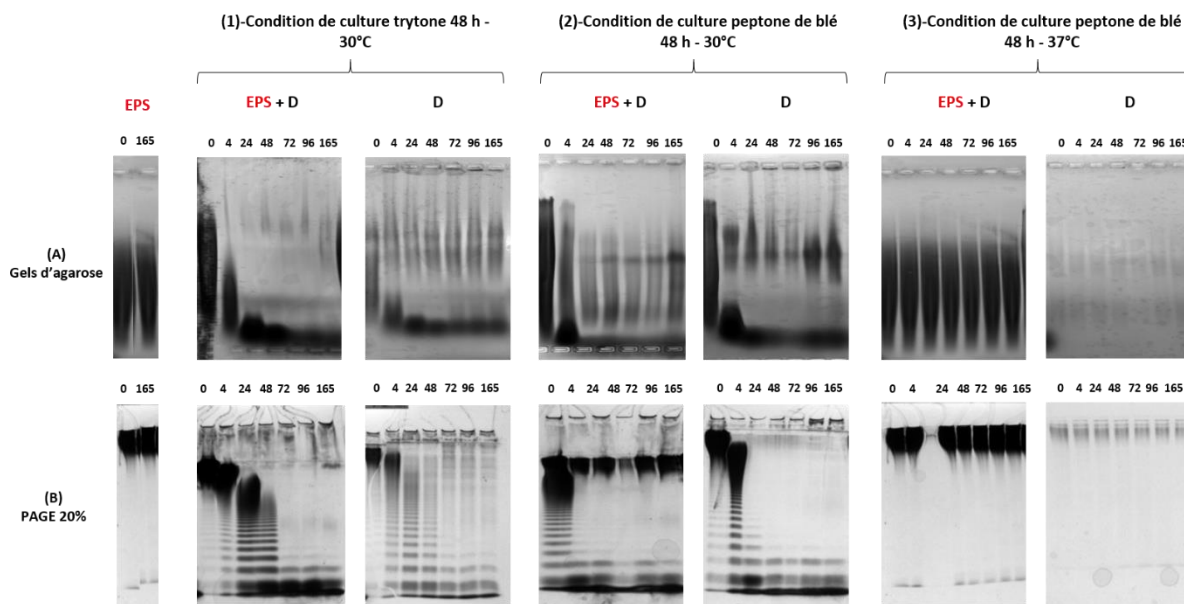 (1)-Condition de culture trytone 48 h -
30°C
(2)-Condition de culture peptone de blé
48 h - 30°C
(3)-Condition de culture peptone de blé
48 h - 37°C
EPS
EPS + D
D
EPS + D
D
EPS + D
D
0 165
0 4 24 48 72 96 165
0 4 24 48 72 96 165
0 4 24 48 72 96 165
0 4 24 48 72 96 165
0 4 24 48 72 96 165
0 4 24 48 72 96 165
(A)
Gels d'agarose
0 165
0 4 24 48 72 96 165
0 4 24 48 72 96 165
0 4 24 48 72 96 165
0 4 24 48 72 96 165
0 4 24 48 72 96 165
0 4 24 48 72 96 165
(B)
PAGE 20%